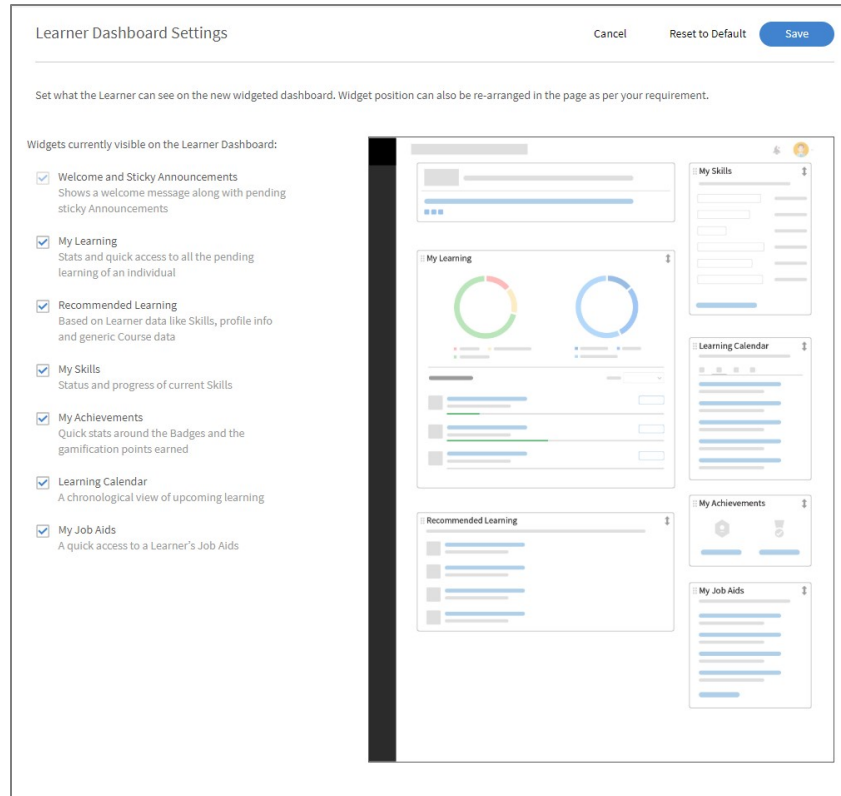 Learner Dashboard Settings
Cancel
Reset to Default
Save
Set what the Learner can see on the new widgeted dashboard. Widget position can also be re-arranged in the page as per your requirement.
Widgets currently visible on the Learner Dashboard:
Welcome and Sticky Announcements
Shows a welcome message along with pending
sticky Announcements
My Learning
Stats and quick access to all the pending
learning of an individual
Recommended Learning
Based on Learner data like Skills, profile info
and generic Course data
My Skills
Status and progress of current Skills
My Achievements
Quick stats around the Badges and the
gamification points earned
Learning Calendar
A chronological view of upcoming learning
My Job Aids
A quick access to a Learner's Job Aids
My Learning
Recommended Learning
My Skills
Learning Calendar
My Achievements
My Job Aids